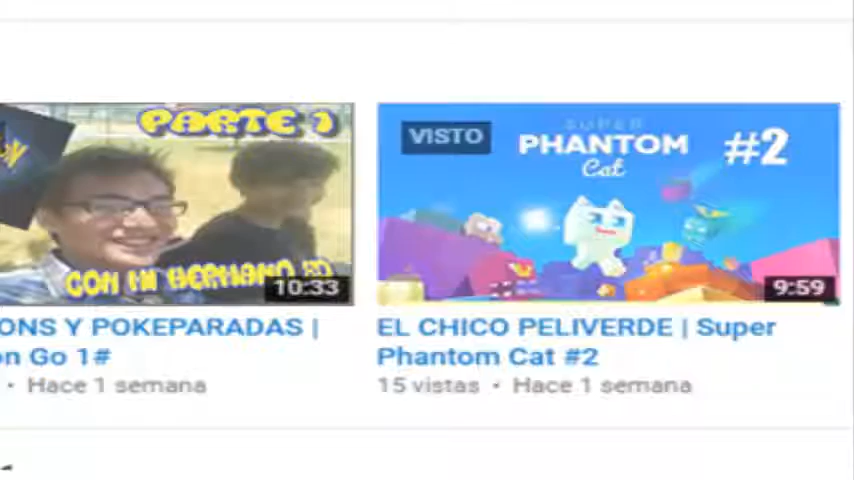 PARTE 1
CON MI HERMANO XD
10:33
ONS Y POKEPARADAS |
on Go 1#
• Hace 1 semana
VISTO
SUPER
PHANTOM
Cat
#2
9:59
EL CHICO PELIVERDE | Super
Phantom Cat #2
15 vistas • Hace 1 semana